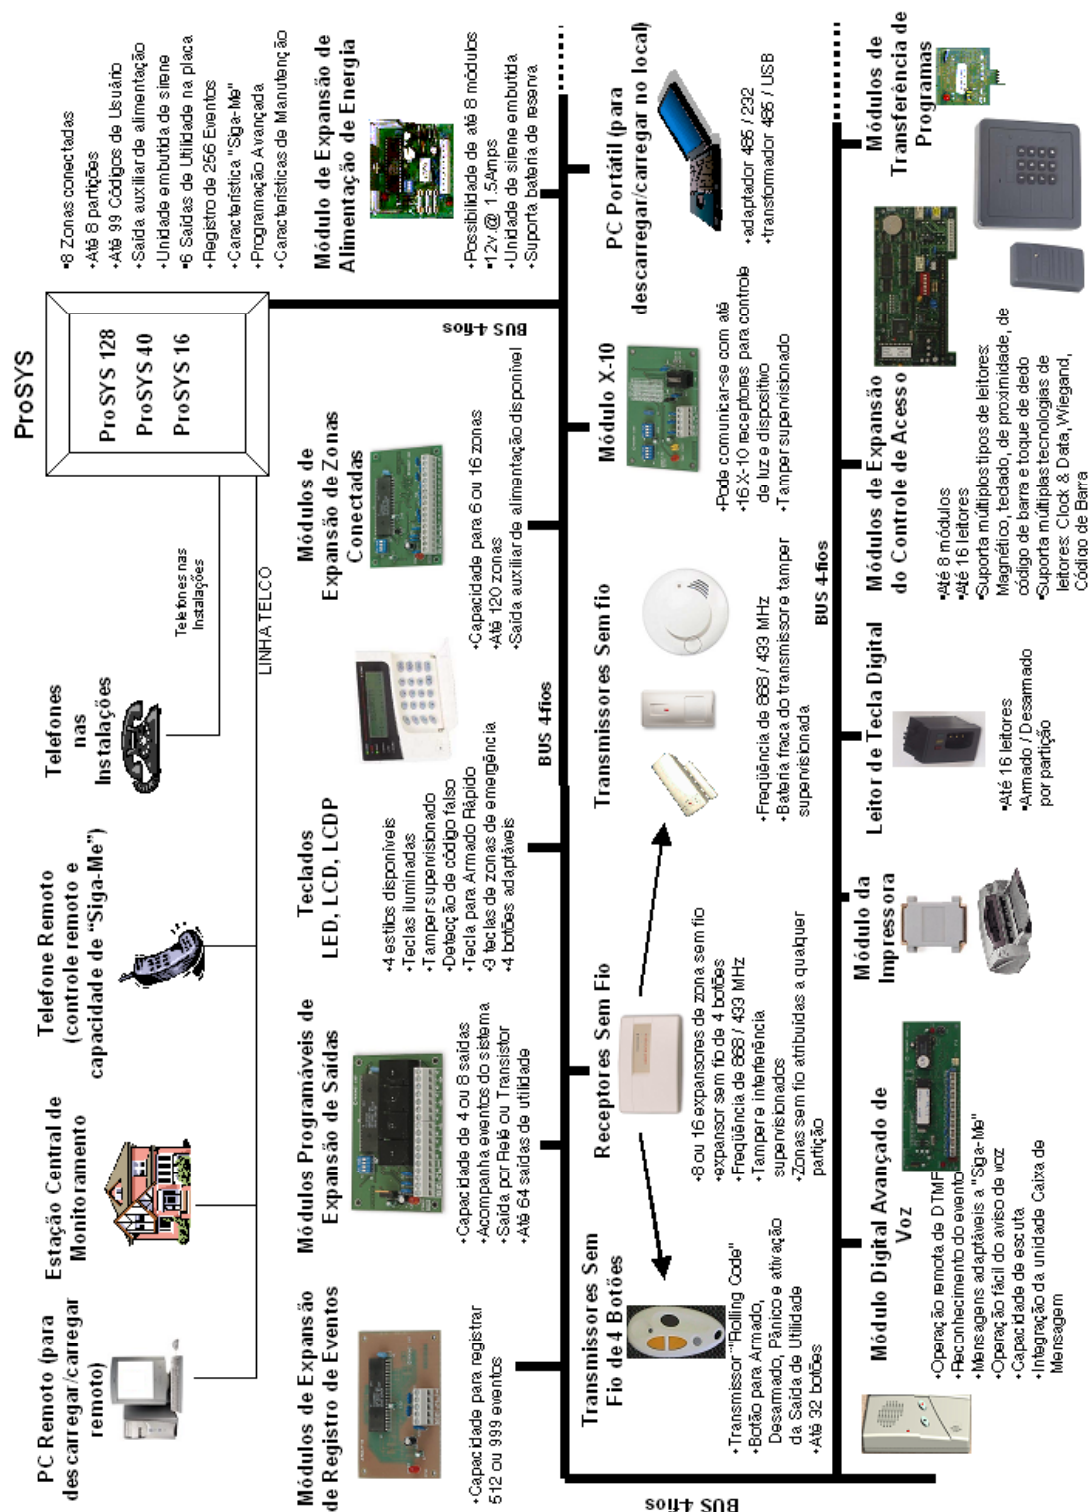 ProSYS
ProSYS 128
ProSYS 40
ProSYS 16
▪8 Zonas conectadas
•Até 8 partições
•Até 99 Códigos de Usuário
•Saída auxiliar de alimentação
•Unidade embutida de sirene
▪6 Saídas de Utilidade na placa
•Registro de 256 Eventos
•Característica "Siga-Me"
•Programação Avançada
•Características de Manutenção
Telefones nas
Instalações
LINHA TELCO
PC Remoto (para
descarregar/carregar
remoto)
Estação Central de
Monitoramento
Telefone Remoto
(controle remoto e
capacidade de “Siga-Me”)
Telefones
nas
Instalações
Módulos de Expansão
de Registro de Eventos
•Capacidade para registrar
512 ou 999 eventos
Módulos Programáveis de
Expansão de Saídas
•Capacidade de 4 ou 8 saídas
•Acompanha eventos do sistema
•Saída por Relé ou Transistor
•Até 64 saídas de utilidade
Teclados
LED, LCD, LCDP
•4 estilos disponíveis
•Teclas iluminadas
•Tamper supervisionado
•Detecção de código falso
•Tecla para Armado Rápido
•3 teclas de zonas de emergência
•4 botões adaptáveis
Módulos de
Expansão de Zonas
Conectadas
•Capacidade para 6 ou 16 zonas
•Até 120 zonas
•Saída auxiliar de alimentação disponível
Módulo de Expansão de
Alimentação de Energia
•Possibilidade de até 8 módulos
▪12v.@ 1.5Amps
•Unidade de sirene embutida
•Suporta bateria de reserva
BUS 4-fios
BUS 4-fios
Transmissores Sem
Fio de 4 Botões
•Transmissor "Rolling Code"
•Botão para Armado,
Desarmado, Pânico e ativação
da Saída de Utilidade
•Até 32 botões
Receptores Sem Fio
•8 ou 16 expansores de zona sem fio
•expansor sem fio de 4 botões
•Freqüência de 868 / 433 MHz
•Tamper e interferência
supervisionados
•Zonas sem fio atribuídas a qualquer
partição
Transmissores Sem fio
•Freqüência de 868 / 433 MHz
•Bateria fraca do transmissor e tamper
supervisionada
Módulo X-10
•Pode comunicar-se com até
•16 X-10 receptores para controle
de luz e dispositivo
•Tamper supervisionado
PC Portátil (para
descarregar/carregar no local)
•adaptador 485 / 232
•transformador 485 / USB
BUS 4-fios
BUS 4-fios
Módulo Digital Avançado de
Voz
•Operação remota de DTMF
•Reconhecimento do evento
•Mensagens adaptáveis a "Siga-Me"
•Operação fácil do aviso de voz
•Capacidade de escuta
•Integração da unidade Caixa de
Mensagem
Módulo da
Impressora
Leitor de Tecla Digital
•Até 16 leitores
•Armado / Desarmado
por partição
Módulos de Expansão
do Controle de Acesso
▪Até 8 módulos
▪Até 16 leitores
▪Suporta múltiplos tipos de leitores:
Magnético, teclado, de proximidade, de
código de barra e toque de dedo
▪Suporta múltiplas tecnologias de
leitores: Clock & Data, Wiegand,
Código de Barra
Módulos de
Transferência de
Programas